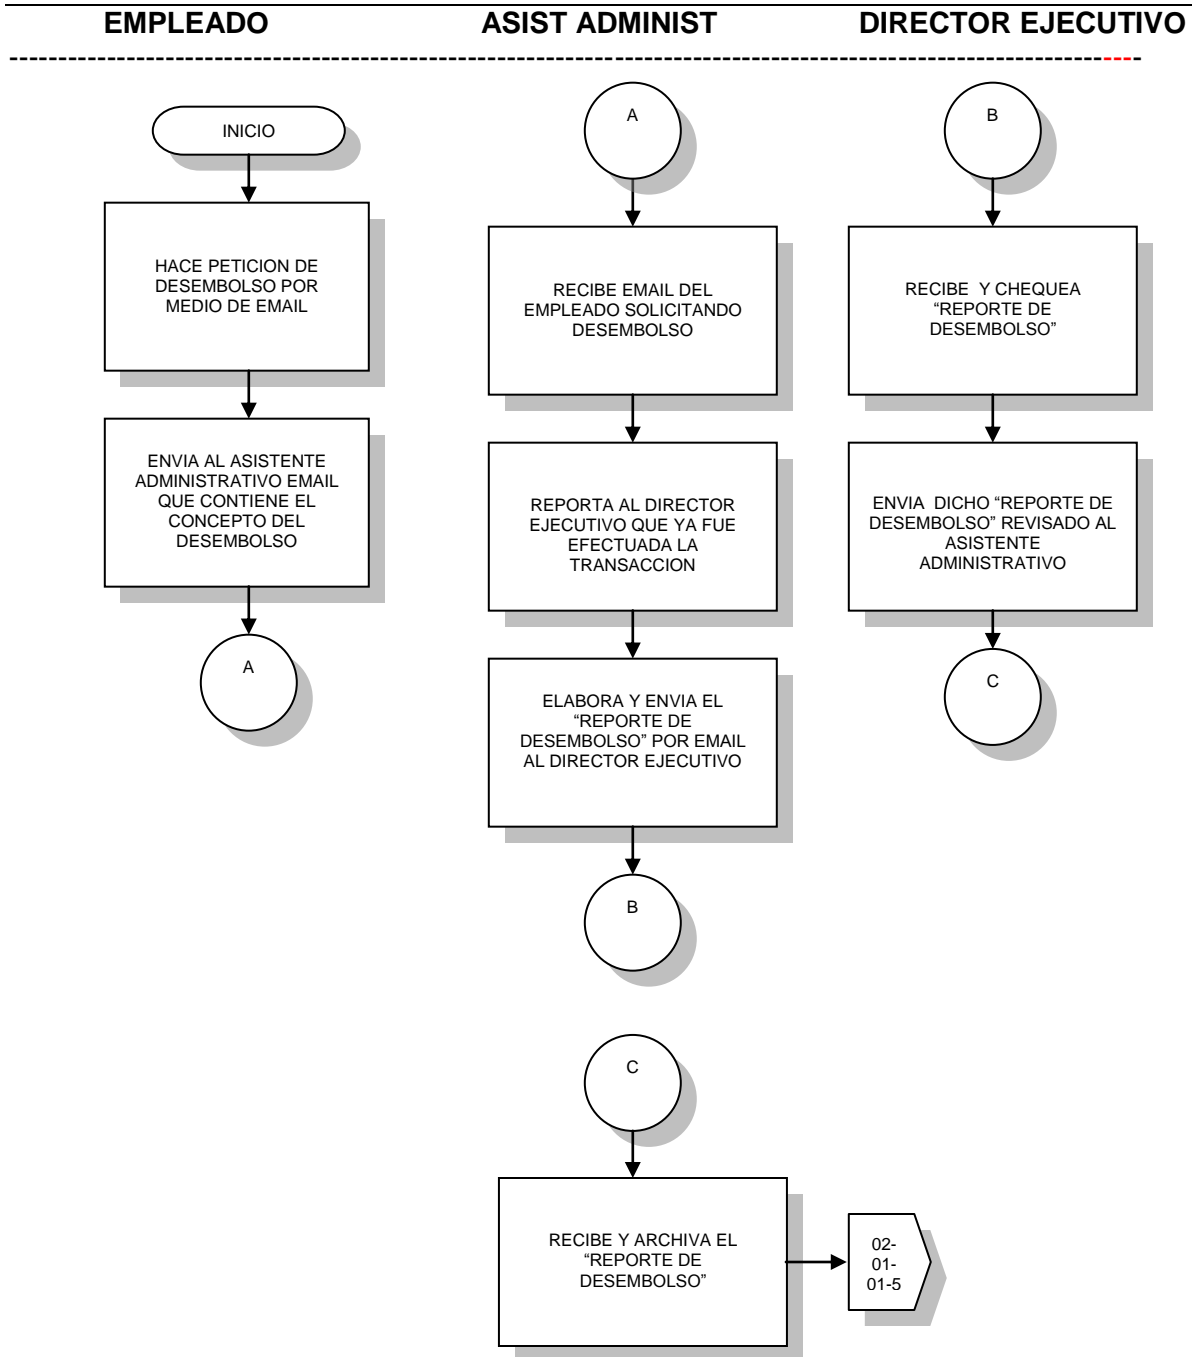 EMPLEADO
ASIST ADMINIST
DIRECTOR EJECUTIVO
INICIO
HACE PETICION DE
DESEMBOLSO POR
MEDIO DE EMAIL
ENVIA AL ASISTENTE
ADMINISTRATIVO EMAIL
QUE CONTIENE EL
CONCEPTO DEL
DESEMBOLSO
A
A
RECIBE EMAIL DEL
EMPLEADO SOLICITANDO
DESEMBOLSO
REPORTA AL DIRECTOR
EJECUTIVO QUE YA FUE
EFECTUADA LA
TRANSACCION
ELABORA Y ENVIA EL
“REPORTE DE
DESEMBOLSO” POR EMAIL
AL DIRECTOR EJECUTIVO
B
B
RECIBE Y CHEQUEA
“REPORTE DE
DESEMBOLSO”
ENVIA DICHO “REPORTE DE
DESEMBOLSO” REVISADO AL
ASISTENTE
ADMINISTRATIVO
C
C
RECIBE Y ARCHIVA EL
“REPORTE DE
DESEMBOLSO”
02-
01-
01-5